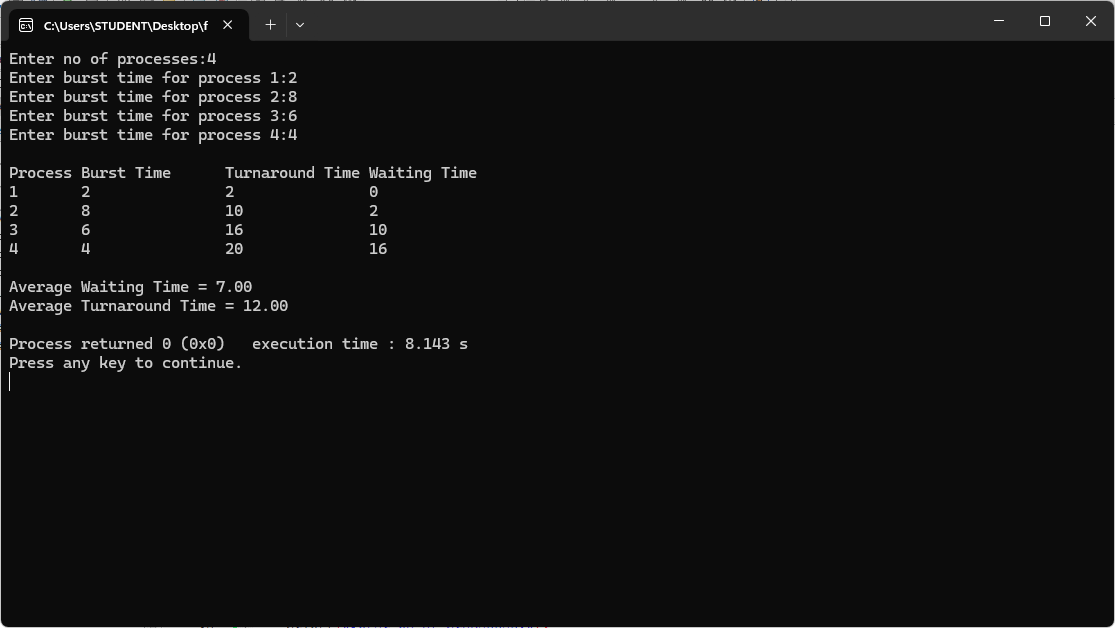 C:\Users\STUDENT\Desktop\f
Enter no of processes:4
Enter burst time for process 1:2
Enter burst time for process 2:8
Enter burst time for process 3:6
Enter burst time for process 4:4
Process Burst Time Turnaround Time Waiting Time
1 2 2 0
2 8 10 2
3 6 16 10
4 4 20 16
Average Waiting Time = 7.00
Average Turnaround Time = 12.00
Process returned 0 (0x0) execution time : 8.143 s
Press any key to continue.